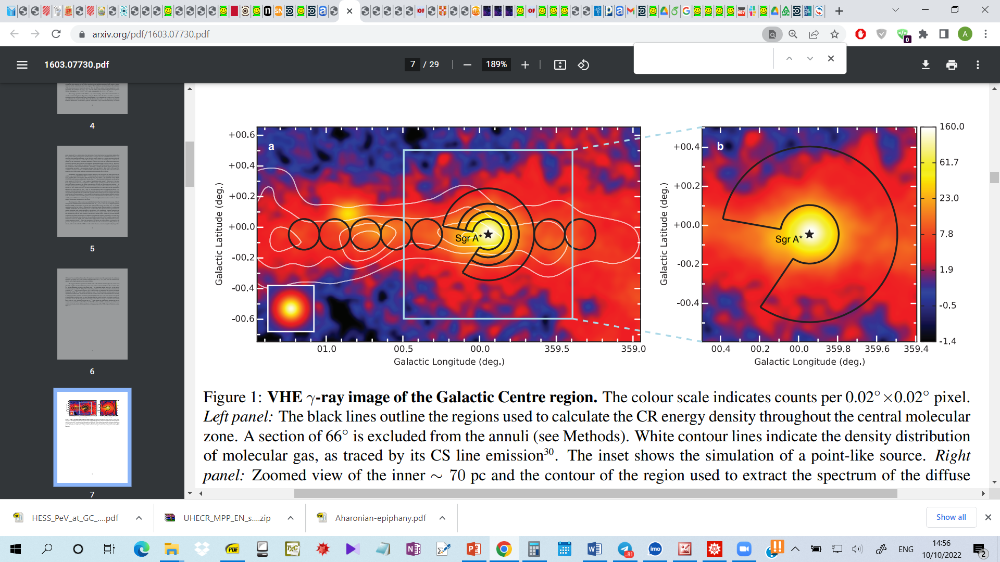 arxiv.org/pdf/1603.07730.pdf
A
0
1603.07730.pdf
7 / 29
189%
4
5
6
7
a
+00.6
+00.4
+00.2
+00.0
-00.2
-00.4
-00.6
Galactic Latitude (deg.)
Sgr A*
01.0 00.5 00.0 359.5 359.0
Galactic Longitude (deg.)
b
+00.4
+00.2
+00.0
-00.2
-00.4
Galactic Latitude (deg.)
Sgr A*
00.4 00.2 00.0 359.8 359.6 359.4
Galactic Longitude (deg.)
160.0
61.7
23.0
7.8
1.9
-0.5
-1.4
Figure 1: VHE γ-ray image of the Galactic Centre region. The colour scale indicates counts per 0.02°×0.02° pixel.
Left panel: The black lines outline the regions used to calculate the CR energy density throughout the central molecular
zone. A section of 66° is excluded from the annuli (see Methods). White contour lines indicate the density distribution
of molecular gas, as traced by its CS line emission30. The inset shows the simulation of a point-like source. Right
panel: Zoomed view of the inner ∼ 70 pc and the contour of the region used to extract the spectrum of the diffuse
HESS_PeV_at_GC_....pdf
UHECR_MPP_EN_s....zip
Aharonian-epiphany.pdf
Show all
ENG
14:56
10/10/2022
2